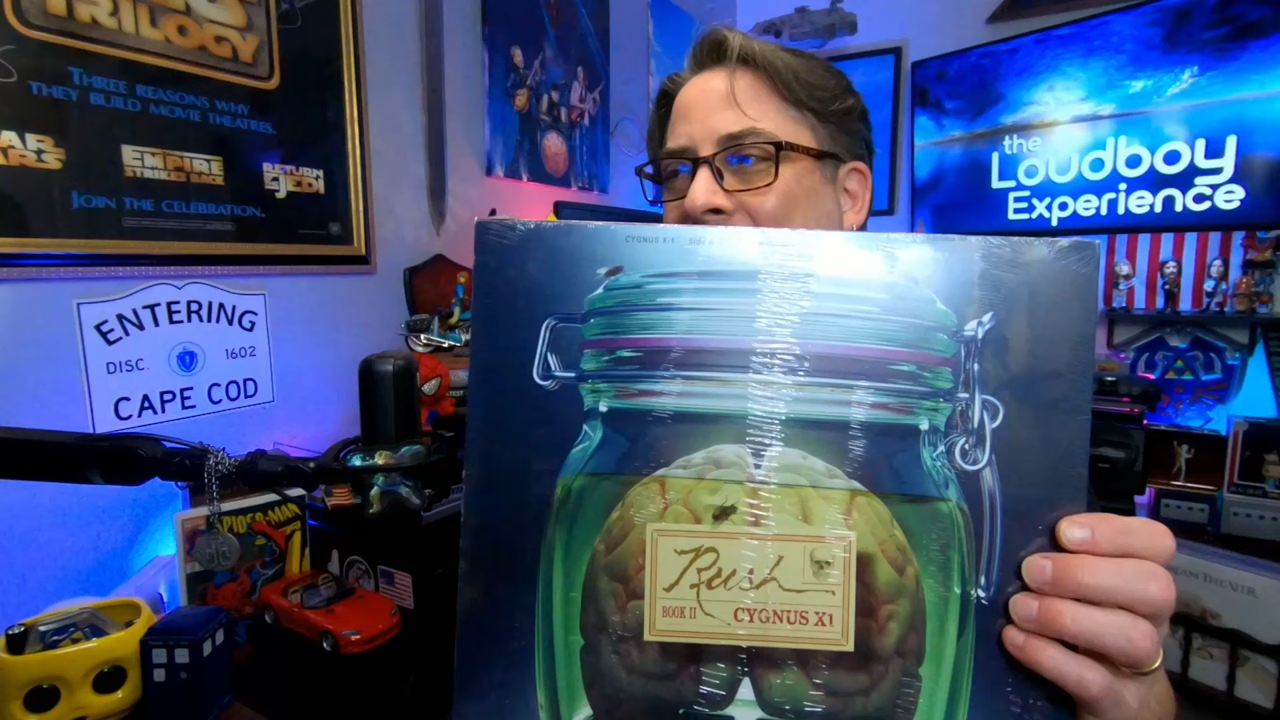 TRILOGY
THREE REASONS WHY
THEY BUILD MOVIE THEATRES.
STAR
WARS
EMPIRE
STRIKES BACK
RETURN
OF THE
JEDI
JOIN THE CELEBRATION.
ENTERING
DISC. 1602
CAPE COD
SPIDER-MAN
the
Loudboy
Experience
CYGNUS X-1 Side A
Rush
BOOK II CYGNUS X1